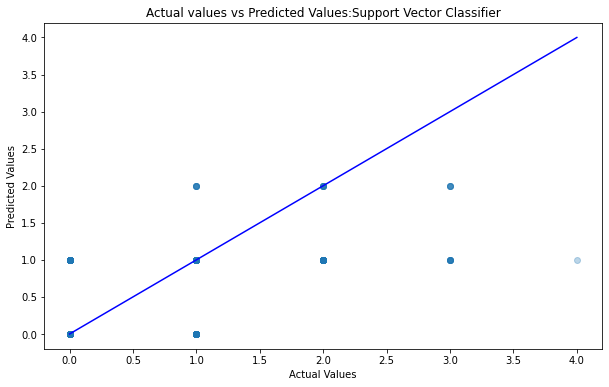 Actual values vs Predicted Values:Support Vector Classifier
4.0
3.5
3.0
2.5
2.0
1.5
1.0
0.5
0.0
Predicted Values
0.0 0.5 1.0 1.5 2.0 2.5 3.0 3.5 4.0
Actual Values